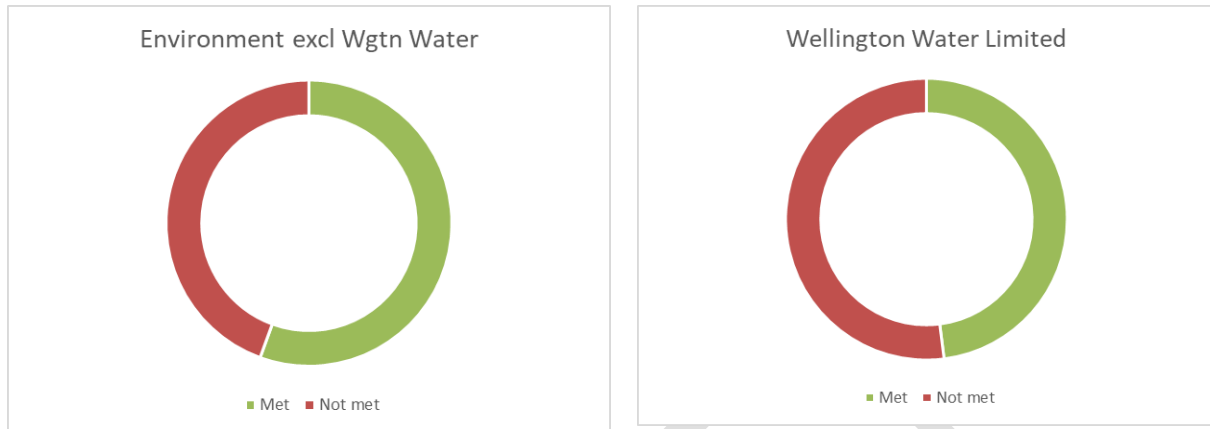 Environment excl Wgtn Water
Met Not met
Wellington Water Limited
Met Not met